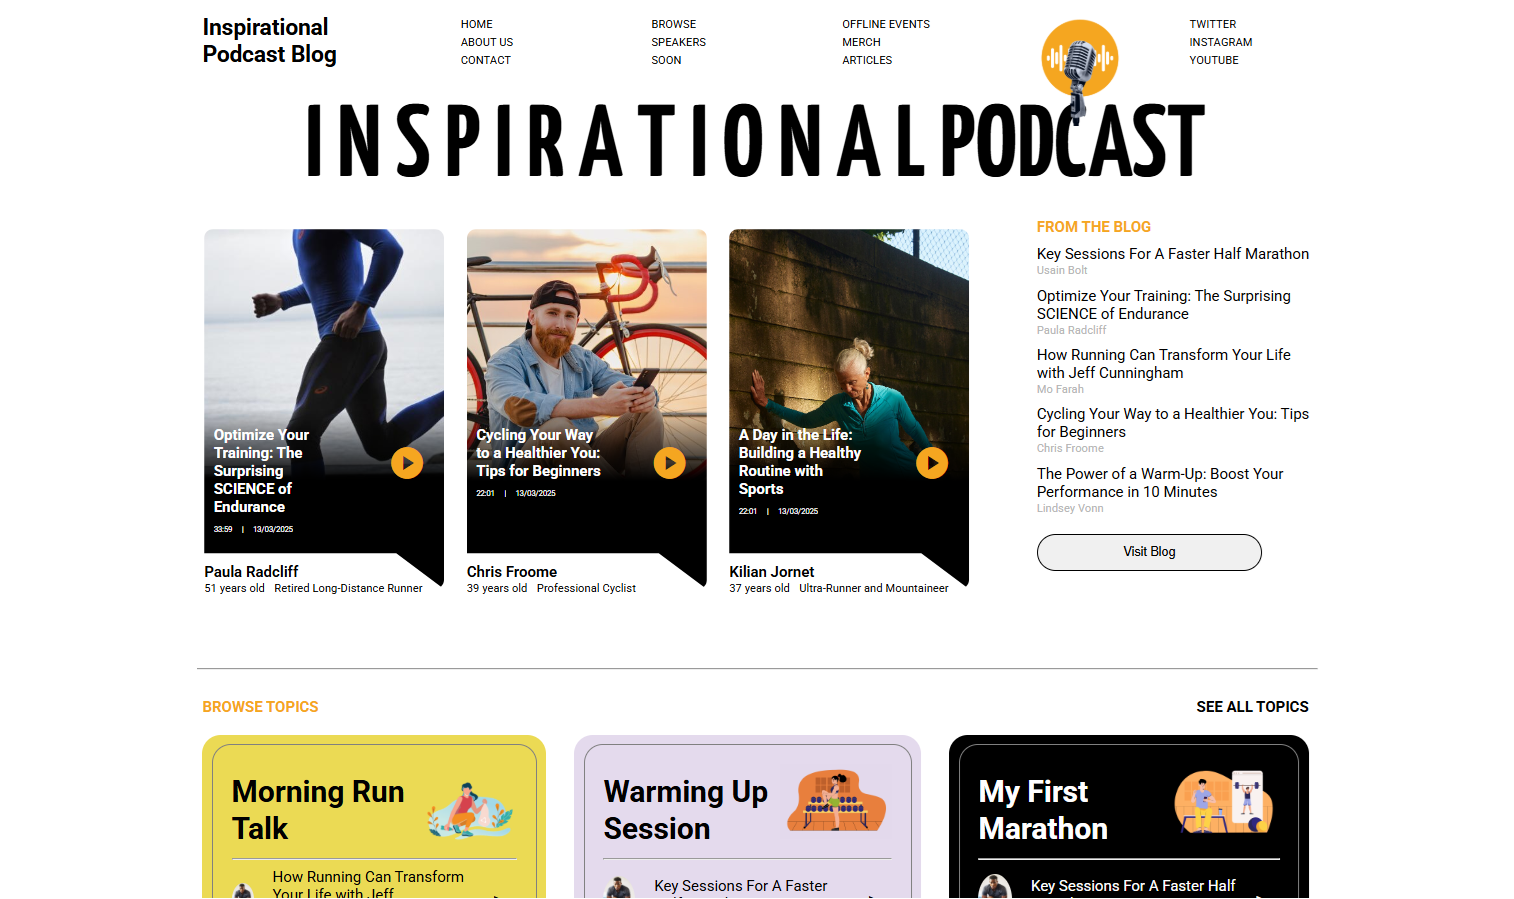 Inspirational
Podcast Blog
HOME
ABOUT US
CONTACT
BROWSE
SPEAKERS
SOON
OFFLINE EVENTS
MERCH
ARTICLES
TWITTER
INSTAGRAM
YOUTUBE
INSPIRATIONAL PODCAST
Optimize Your
Training: The
Surprising
SCIENCE of
Endurance
33:59 | 13/03/2025
Paula Radcliff
51 years old Retired Long-Distance Runner
Cycling Your Way
to a Healthier You:
Tips for Beginners
22:01 | 13/03/2025
Chris Froome
39 years old Professional Cyclist
A Day in the Life:
Building a Healthy
Routine with
Sports
22:01 | 13/03/2025
Kilian Jornet
37 years old Ultra-Runner and Mountaineer
FROM THE BLOG
Key Sessions For A Faster Half Marathon
Usain Bolt
Optimize Your Training: The Surprising
SCIENCE of Endurance
Paula Radcliff
How Running Can Transform Your Life
with Jeff Cunningham
Mo Farah
Cycling Your Way to a Healthier You: Tips
for Beginners
Chris Froome
The Power of a Warm-Up: Boost Your
Performance in 10 Minutes
Lindsey Vonn
Visit Blog
BROWSE TOPICS
SEE ALL TOPICS
Morning Run
Talk
How Running Can Transform
Your Life with Jeff
Warming Up
Session
Key Sessions For A Faster
My First
Marathon
Key Sessions For A Faster Half